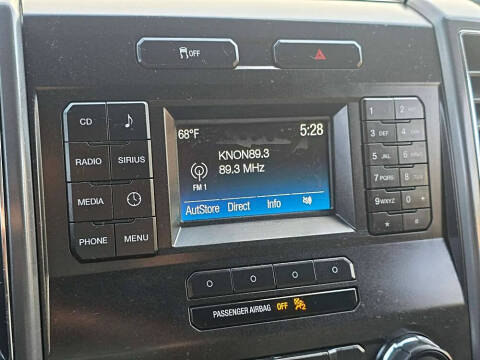 OFF
CD
RADIO SIRIUS
MEDIA
PHONE MENU
68°F 5:28
KNON89.3
89.3 MHz
FM 1
AutoStore Direct Info
1 2 ABC
3 DEF 4 GHI
5 JKL 6 MNO
7 PQRS 8 TUV
9 WXYZ 0
* #
PASSENGER AIRBAG OFF